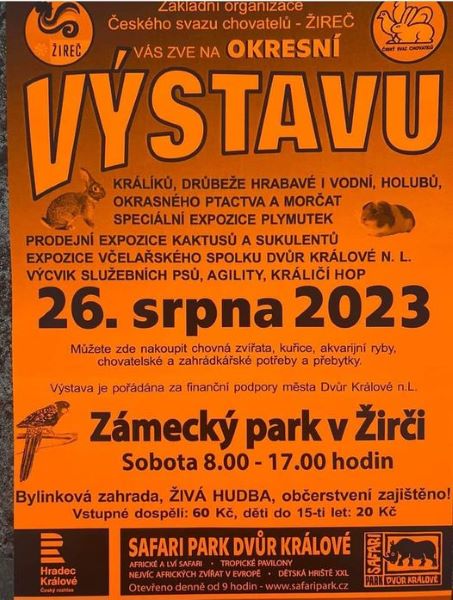 Základní organizace
Českého svazu chovatelů - ŽIREČ
ŽIREČ
ČESKÝ SVAZ CHOVATELŮ
VÁS ZVE NA OKRESNÍ
VÝSTAVU
KRÁLÍKŮ, DRŮBEŽE HRABAVÉ I VODNÍ, HOLUBŮ,
OKRASNÉHO PTACTVA A MORČAT
SPECIÁLNÍ EXPOZICE PLYMUTEK
PRODEJNÍ EXPOZICE KAKTUSŮ A SUKULENTŮ
EXPOZICE VČELAŘSKÉHO SPOLKU DVŮR KRÁLOVÉ N. L.
VÝCVIK SLUŽEBNÍCH PSŮ, AGILITY, KRÁLIČÍ HOP
26. srpna 2023
Můžete zde nakoupit chovná zvířata, kuřice, akvarijní ryby,
chovatelské a zahrádkářské potřeby a přebytky.
Výstava je pořádána za finanční podpory města Dvůr Králové n.L.
Zámecký park v Žirči
Sobota 8.00 - 17.00 hodin
Bylinková zahrada, ŽIVÁ HUDBA, občerstvení zajištěno!
Vstupné dospělí: 60 Kč, děti do 15-ti let: 20 Kč
Hradec
Králové
Český rozhlas
SAFARI PARK DVŮR KRÁLOVÉ
AFRICKÉ A LVÍ SAFARI • TROPICKÉ PAVILONY
NEJVÍC AFRICKÝCH ZVÍŘAT V EVROPĚ • DĚTSKÁ HŘIŠTĚ XXL
Otevřeno denně od 9 hodin - www.safaripark.cz
SAFARI
PARK DVŮR KRÁLOVÉ